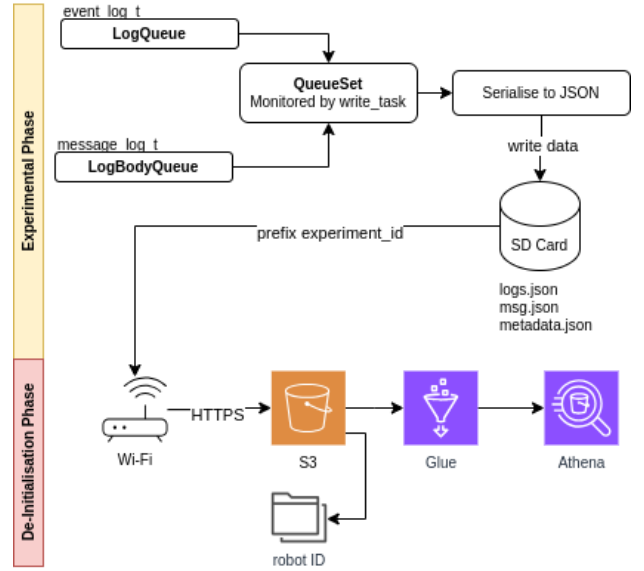 Experimental Phase
event_log_t
LogQueue
QueueSet
Monitored by write_task
Serialise to JSON
message_log_t
LogBodyQueue
write data
SD Card
prefix experiment_id
logs.json
msg.json
metadata.json
De-Initialisation Phase
HTTPS
Wi-Fi
S3
Glue
Athena
robot ID